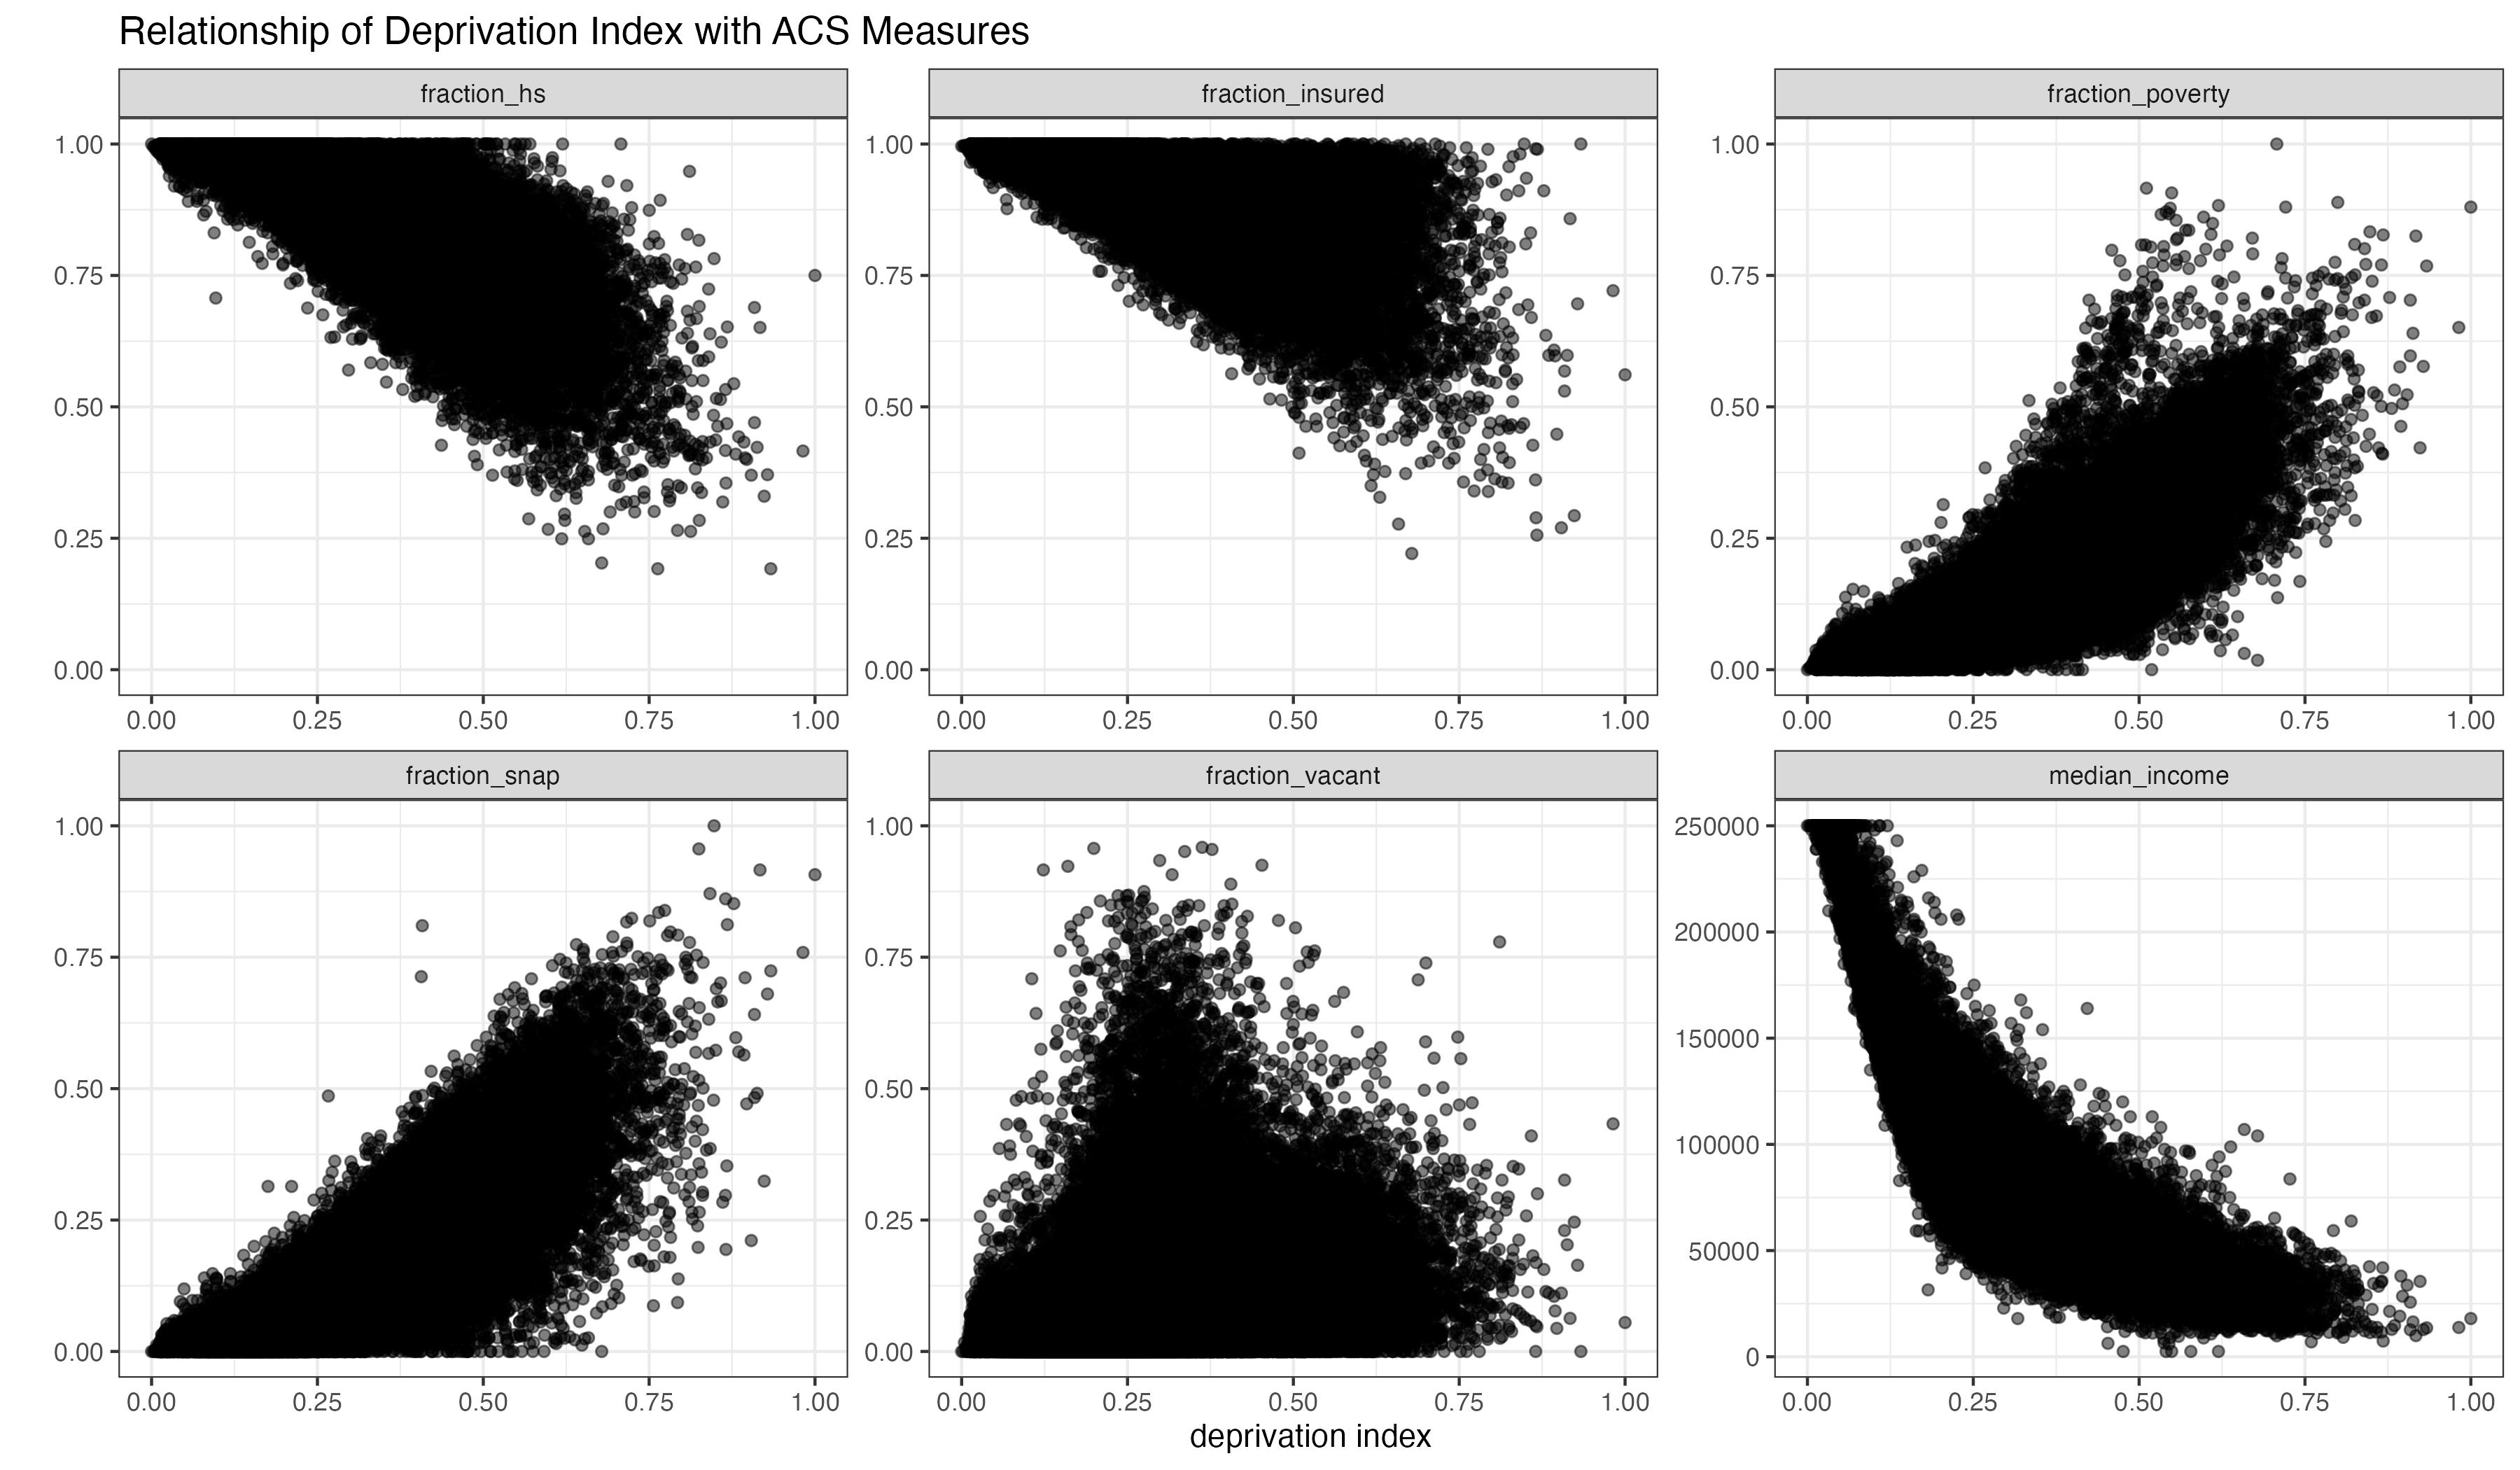 Relationship of Deprivation Index with ACS Measures
fraction_hs
fraction_insured
fraction_poverty
1.00
0.75
0.50
0.25
0.00
0.00 0.25 0.50 0.75 1.00
1.00
0.75
0.50
0.25
0.00
0.00 0.25 0.50 0.75 1.00
1.00
0.75
0.50
0.25
0.00
0.00 0.25 0.50 0.75 1.00
fraction_snap
fraction_vacant
median_income
1.00
0.75
0.50
0.25
0.00
0.00 0.25 0.50 0.75 1.00
1.00
0.75
0.50
0.25
0.00
0.00 0.25 0.50 0.75 1.00
250000
200000
150000
100000
50000
0
0.00 0.25 0.50 0.75 1.00
deprivation index